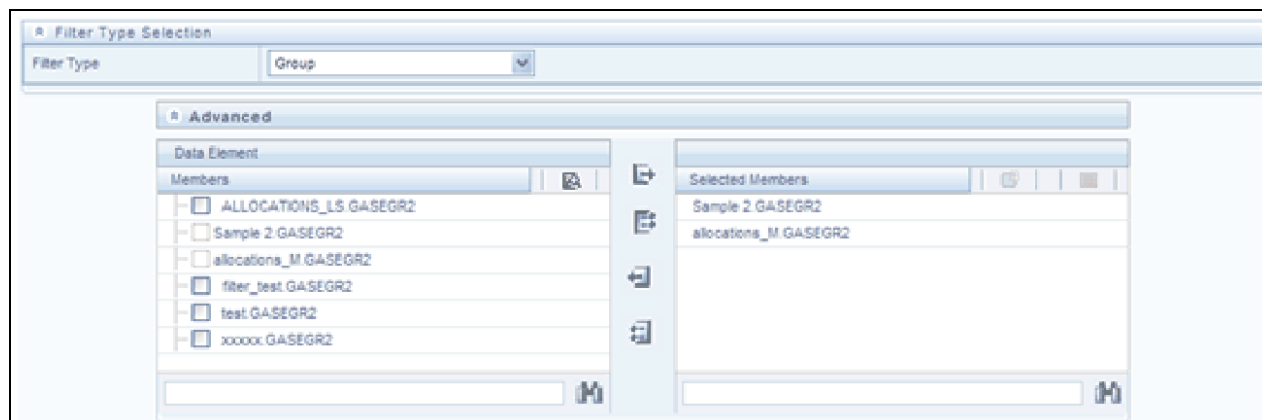 Filter Type Selection
Filter Type
Group
Advanced
Data Element
Members
ALLOCATIONS_LS.GASEGR2
Sample 2.GASEGR2
allocations_M.GASEGR2
filter_test.GASEGR2
test.GASEGR2
xxxxx.GASEGR2
Selected Members
Sample 2.GASEGR2
allocations_M.GASEGR2